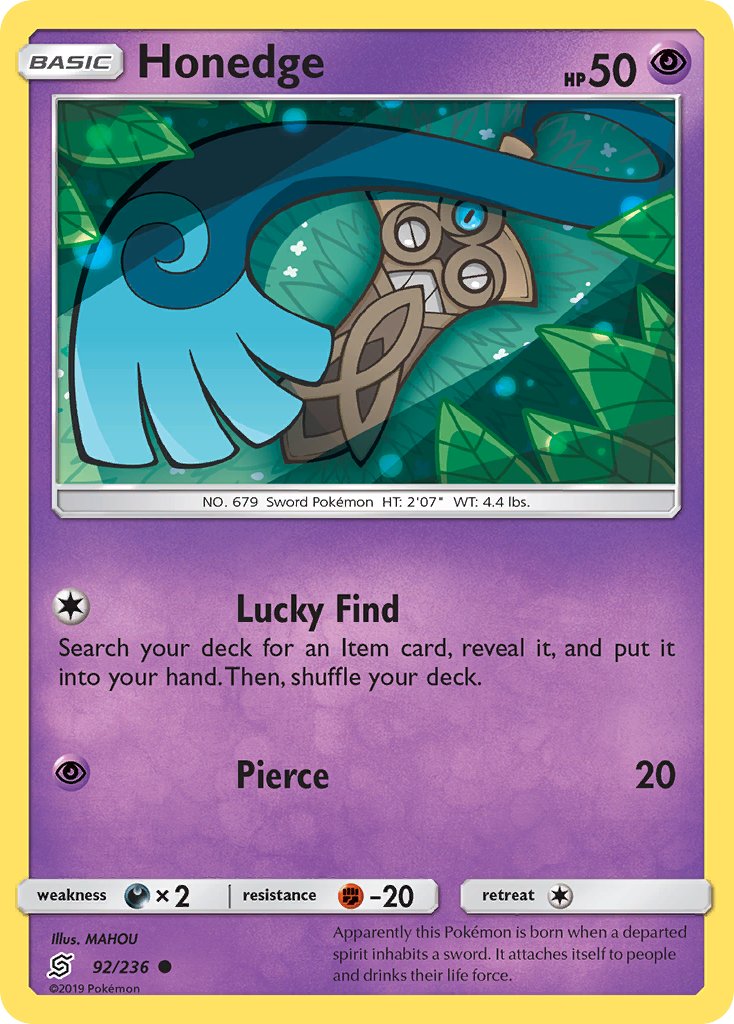 BASIC Honedge HP 50
NO. 679 Sword Pokémon HT: 2'07" WT: 4.4 lbs.
Lucky Find
Search your deck for an Item card, reveal it, and put it
into your hand. Then, shuffle your deck.
Pierce 20
weakness ×2 resistance -20 retreat
Illus. MAHOU
92/236
©2019 Pokémon
Apparently this Pokémon is born when a departed
spirit inhabits a sword. It attaches itself to people
and drinks their life force.